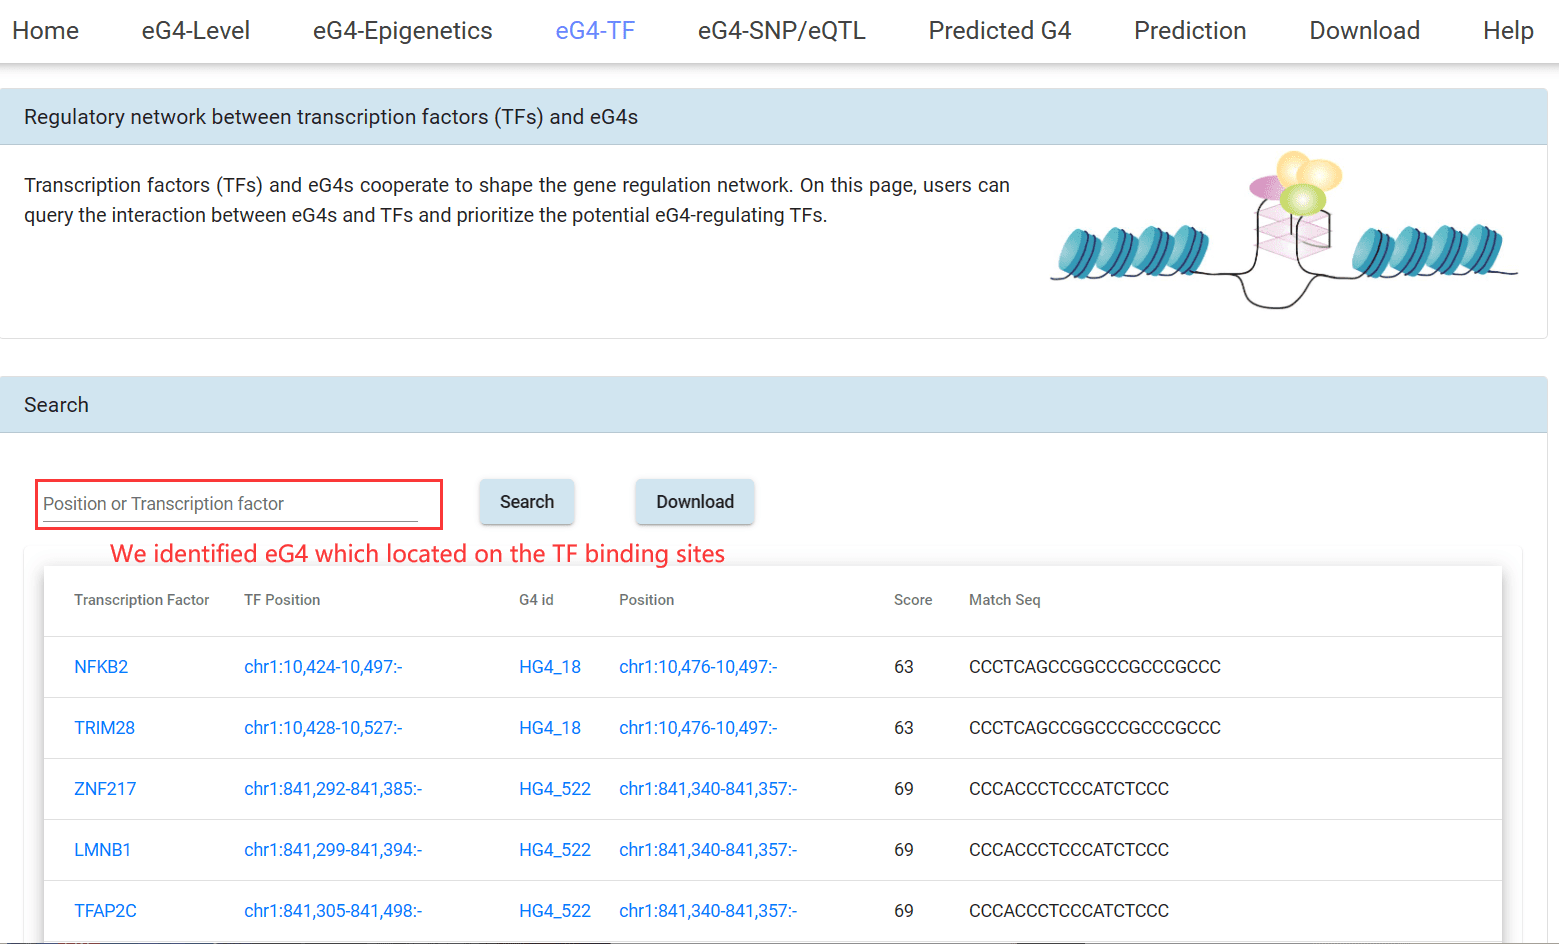 Home eG4-Level eG4-Epigenetics eG4-TF eG4-SNP/eQTL Predicted G4 Prediction Download Help
Regulatory network between transcription factors (TFs) and eG4s
Transcription factors (TFs) and eG4s cooperate to shape the gene regulation network. On this page, users can
query the interaction between eG4s and TFs and prioritize the potential eG4-regulating TFs.
Search
Position or Transcription factor Search Download
We identified eG4 which located on the TF binding sites
Transcription Factor TF Position G4 id Position Score Match Seq
NFKB2 chr1:10,424-10,497:- HG4_18 chr1:10,476-10,497:- 63 CCCTCAGCCGGCCCGCCCGCCC
TRIM28 chr1:10,428-10,527:- HG4_18 chr1:10,476-10,497:- 63 CCCTCAGCCGGCCCGCCCGCCC
ZNF217 chr1:841,292-841,385:- HG4_522 chr1:841,340-841,357:- 69 CCCACCCTCCCATCTCCC
LMNB1 chr1:841,299-841,394:- HG4_522 chr1:841,340-841,357:- 69 CCCACCCTCCCATCTCCC
TFAP2C chr1:841,305-841,498:- HG4_522 chr1:841,340-841,357:- 69 CCCACCCTCCCATCTCCC